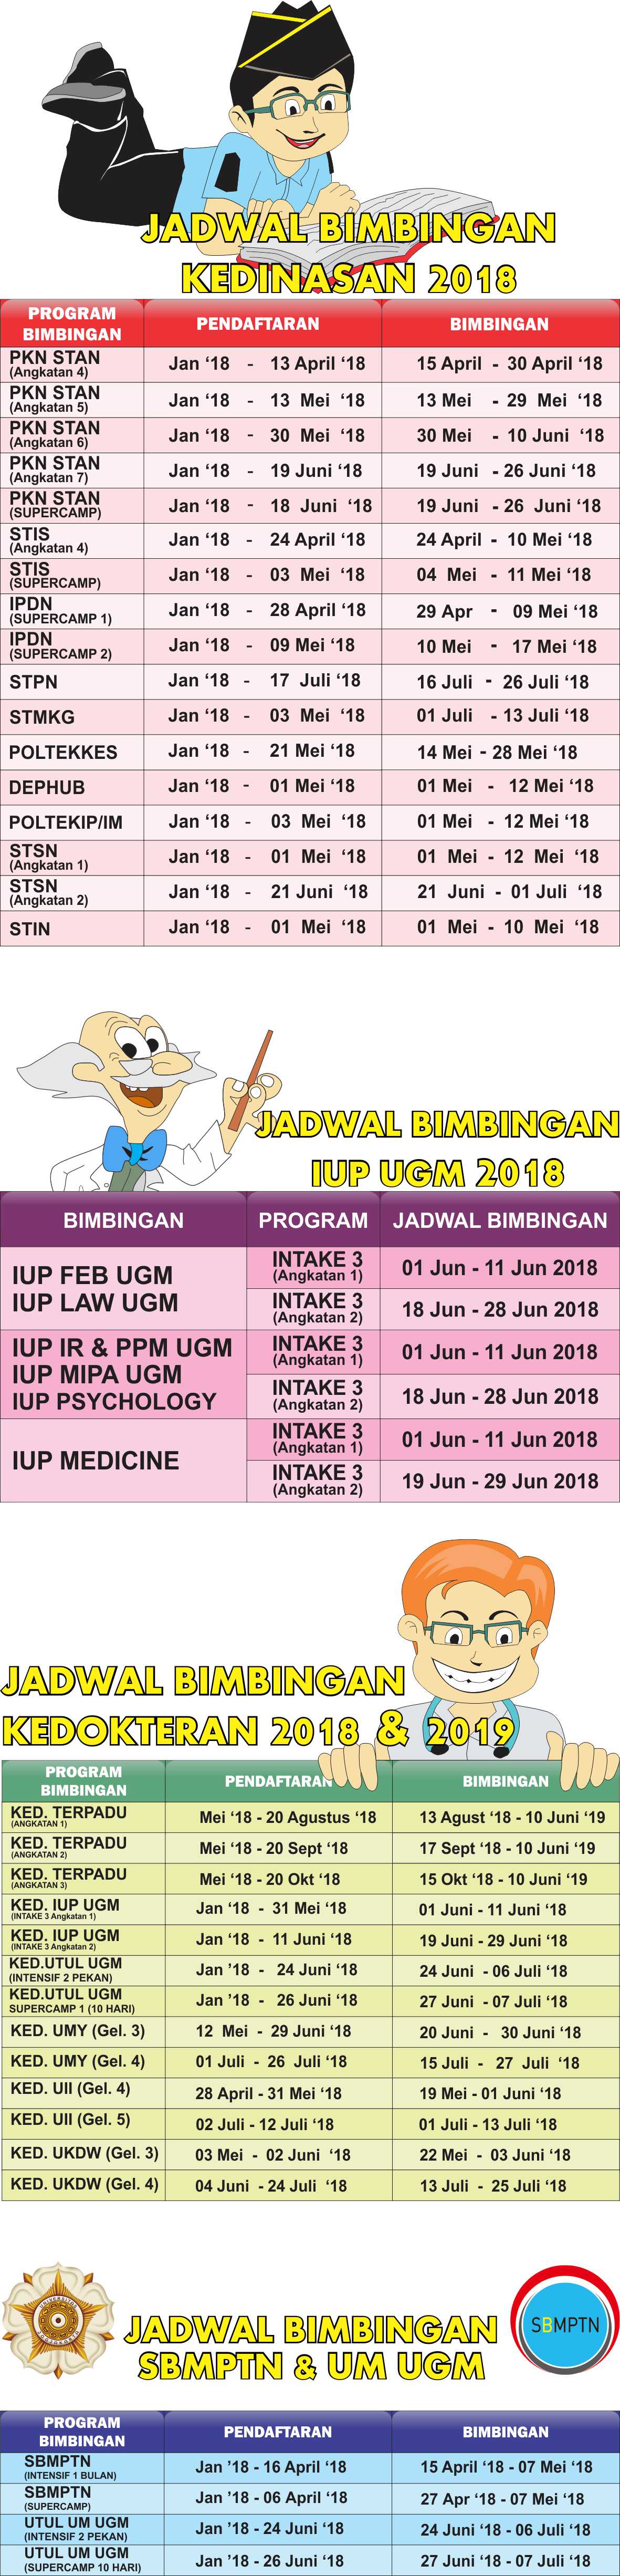 JADWAL BIMBINGAN
KEDINASAN 2018
PROGRAM BIMBINGAN PENDAFTARAN BIMBINGAN
PKN STAN (Angkatan 4) Jan ‘18 - 13 April ‘18 15 April - 30 April ‘18
PKN STAN (Angkatan 5) Jan ‘18 - 13 Mei ‘18 13 Mei - 29 Mei ‘18
PKN STAN (Angkatan 6) Jan ‘18 - 30 Mei ‘18 30 Mei - 10 Juni ‘18
PKN STAN (Angkatan 7) Jan ‘18 - 19 Juni ‘18 19 Juni - 26 Juni ‘18
PKN STAN (SUPERCAMP) Jan ‘18 - 18 Juni ‘18 19 Juni - 26 Juni ‘18
STIS (Angkatan 4) Jan ‘18 - 24 April ‘18 24 April - 10 Mei ‘18
STIS (SUPERCAMP) Jan ‘18 - 03 Mei ‘18 04 Mei - 11 Mei ‘18
IPDN (SUPERCAMP 1) Jan ‘18 - 28 April ‘18 29 Apr - 09 Mei ‘18
IPDN (SUPERCAMP 2) Jan ‘18 - 09 Mei ‘18 10 Mei - 17 Mei ‘18
STPN Jan ‘18 - 17 Juli ‘18 16 Juli - 26 Juli ‘18
STMKG Jan ‘18 - 03 Mei ‘18 01 Juli - 13 Juli ‘18
POLTEKKES Jan ‘18 - 21 Mei ‘18 14 Mei - 28 Mei ‘18
DEPHUB Jan ‘18 - 01 Mei ‘18 01 Mei - 12 Mei ‘18
POLTEKIP/IM Jan ‘18 - 03 Mei ‘18 01 Mei - 12 Mei ‘18
STSN (Angkatan 1) Jan ‘18 - 01 Mei ‘18 01 Mei - 12 Mei ‘18
STSN (Angkatan 2) Jan ‘18 - 21 Juni ‘18 21 Juni - 01 Juli ‘18
STIN Jan ‘18 - 01 Mei ‘18 01 Mei - 10 Mei ‘18
JADWAL BIMBINGAN
IUP UGM 2018
BIMBINGAN PROGRAM JADWAL BIMBINGAN
IUP FEB UGM
IUP LAW UGM
INTAKE 3 (Angkatan 1) 01 Jun - 11 Jun 2018
INTAKE 3 (Angkatan 2) 18 Jun - 28 Jun 2018
IUP IR & PPM UGM
IUP MIPA UGM
IUP PSYCHOLOGY
INTAKE 3 (Angkatan 1) 01 Jun - 11 Jun 2018
INTAKE 3 (Angkatan 2) 18 Jun - 28 Jun 2018
IUP MEDICINE
INTAKE 3 (Angkatan 1) 01 Jun - 11 Jun 2018
INTAKE 3 (Angkatan 2) 19 Jun - 29 Jun 2018
JADWAL BIMBINGAN
KEDOKTERAN 2018 & 2019
PROGRAM BIMBINGAN PENDAFTARAN BIMBINGAN
KED. TERPADU (ANGKATAN 1) Mei ‘18 - 20 Agustus ‘18 13 Agust ‘18 - 10 Juni ‘19
KED. TERPADU (ANGKATAN 2) Mei ‘18 - 20 Sept ‘18 17 Sept ‘18 - 10 Juni ‘19
KED. TERPADU (ANGKATAN 3) Mei ‘18 - 20 Okt ‘18 15 Okt ‘18 - 10 Juni ‘19
KED. IUP UGM (INTAKE 3 Angkatan 1) Jan ‘18 - 31 Mei ‘18 01 Juni - 11 Juni ‘18
KED. IUP UGM (INTAKE 3 Angkatan 2) Jan ‘18 - 11 Juni ‘18 19 Juni - 29 Juni ‘18
KED.UTUL UGM (INTENSIF 2 PEKAN) Jan ’18 - 24 Juni ‘18 24 Juni - 06 Juli ‘18
KED.UTUL UGM SUPERCAMP 1 (10 HARI) Jan ’18 - 26 Juni ‘18 27 Juni - 07 Juli ‘18
KED. UMY (Gel. 3) 12 Mei - 29 Juni ‘18 20 Juni - 30 Juni ‘18
KED. UMY (Gel. 4) 01 Juli - 26 Juli ‘18 15 Juli - 27 Juli ‘18
KED. UII (Gel. 4) 28 April - 31 Mei ‘18 19 Mei - 01 Juni ‘18
KED. UII (Gel. 5) 02 Juli - 12 Juli ‘18 01 Juli - 13 Juli ‘18
KED. UKDW (Gel. 3) 03 Mei - 02 Juni ‘18 22 Mei - 03 Juni ‘18
KED. UKDW (Gel. 4) 04 Juni - 24 Juli ‘18 13 Juli - 25 Juli ‘18
JADWAL BIMBINGAN
SBMPTN & UM UGM
SBMPTN
PROGRAM BIMBINGAN PENDAFTARAN BIMBINGAN
SBMPTN (INTENSIF 1 BULAN) Jan ’18 - 16 April ‘18 15 April ‘18 - 07 Mei ‘18
SBMPTN (SUPERCAMP) Jan ’18 - 06 April ‘18 27 Apr ‘18 - 07 Mei ‘18
UTUL UM UGM (INTENSIF 2 PEKAN) Jan ’18 - 24 Juni ‘18 24 Juni ‘18 - 06 Juli ‘18
UTUL UM UGM (SUPERCAMP 10 HARI) Jan ’18 - 26 Juni ‘18 27 Juni ‘18 - 07 Juli ‘18